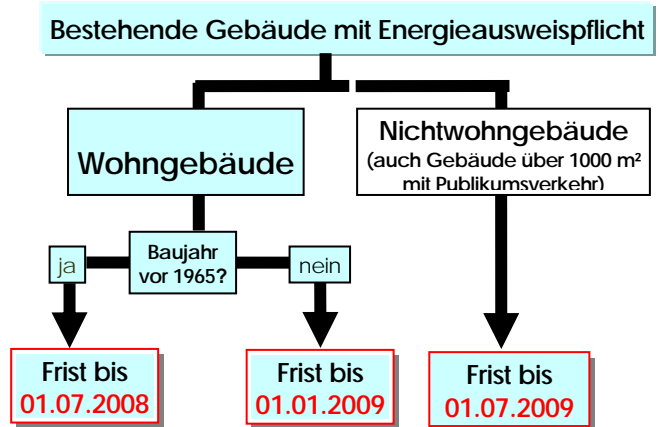 Bestehende Gebäude mit Energieausweispflicht
Wohngebäude
Nichtwohngebäude
(auch Gebäude über 1000 m²
mit Publikumsverkehr)
ja
Baujahr
vor 1965?
nein
Frist bis
01.07.2008
Frist bis
01.01.2009
Frist bis
01.07.2009